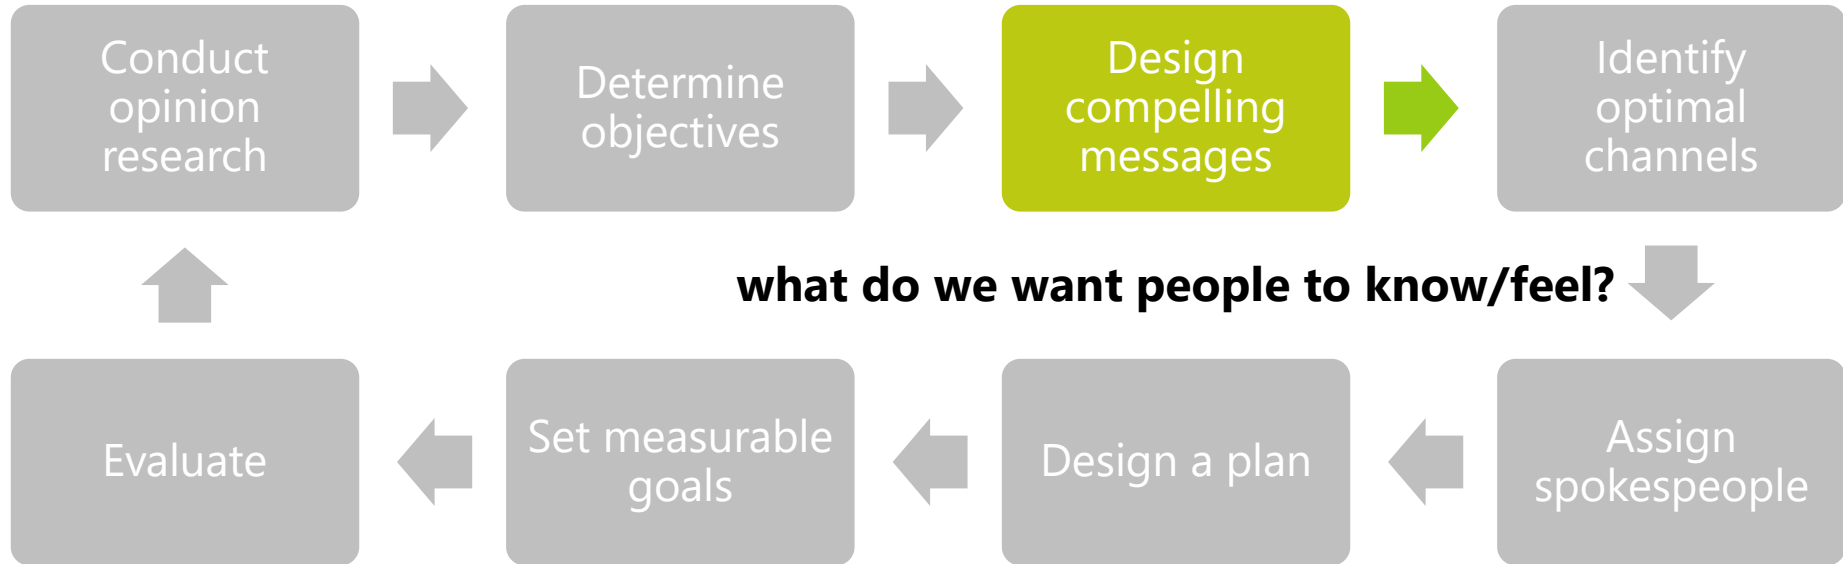 Conduct
opinion
research
Determine
objectives
Design
compelling
messages
Identify
optimal
channels
what do we want people to know/feel?
Evaluate
Set measurable
goals
Design a plan
Assign
spokespeople